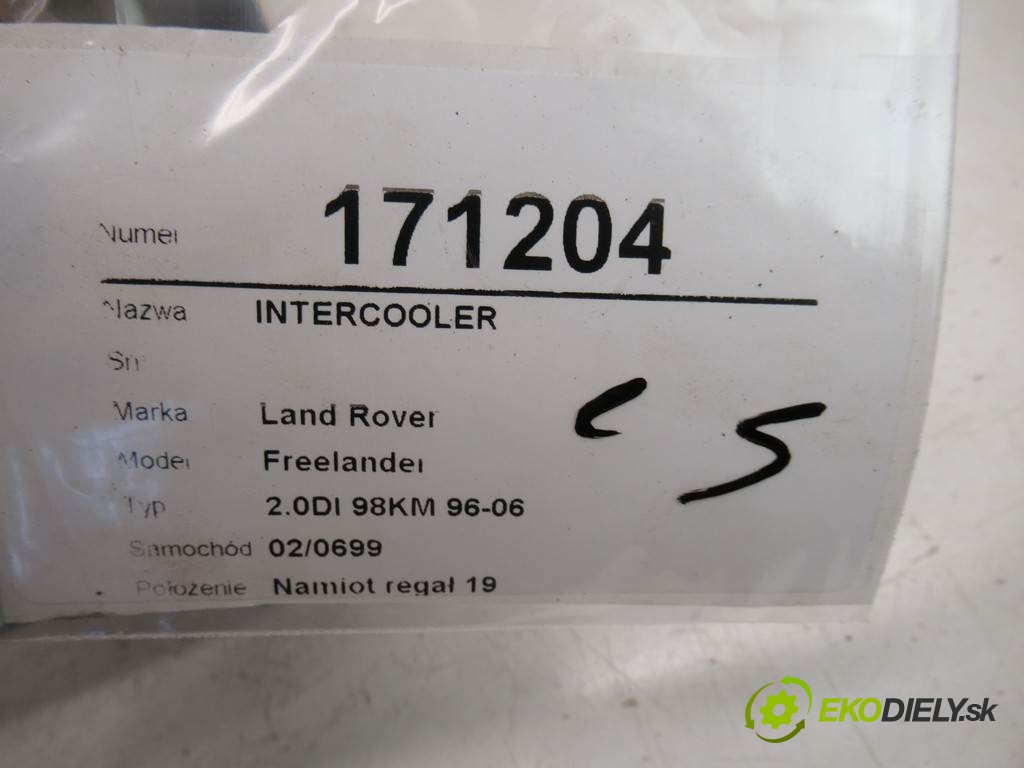 Numer 171204
Nazwa INTERCOOLER
Sn
Marka Land Rover
Model Freelander
Typ 2.0DI 98KM 96-06
Samochód 02/0699
Położenie Namiot regał 19
C S
EKODIELY.sk